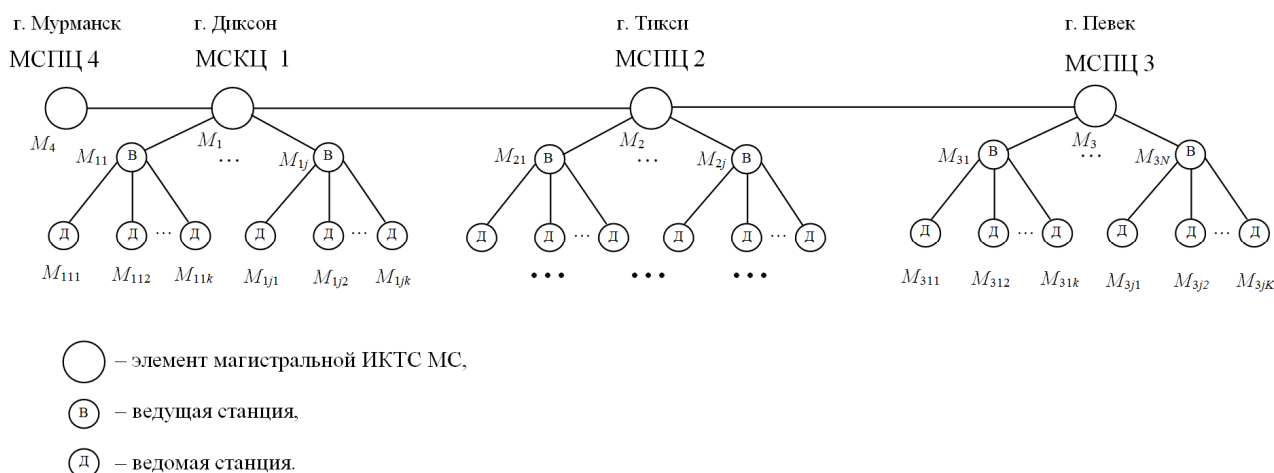 г. Мурманск г. Диксон г. Тикси г. Певек
МСПЦ 4 МСКЦ 1 МСПЦ 2 МСПЦ 3
M4 M1 M2 M3
M11 В ... M1j В M21 В ... M2j В M31 В ... M3N В
Д Д ... Д Д Д ... Д Д Д ... Д Д Д ... Д Д Д ... Д Д Д ... Д
M111 M112 M11k M1j1 M1j2 M1jk ... ... ... M311 M312 M31k M3j1 M3j2 M3jK
– элемент магистральной ИКТС МС,
В – ведущая станция,
Д – ведомая станция.